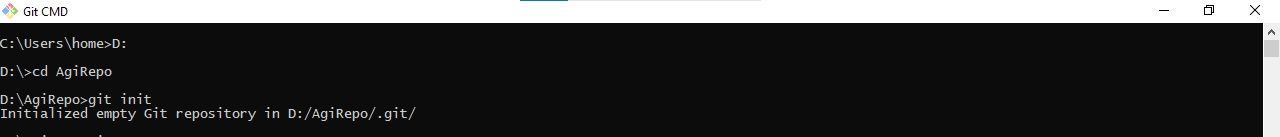 Git CMD
C:\Users\home>D:
D:\>cd AgiRepo
D:\AgiRepo>git init
Initialized empty Git repository in D:/AgiRepo/.git/